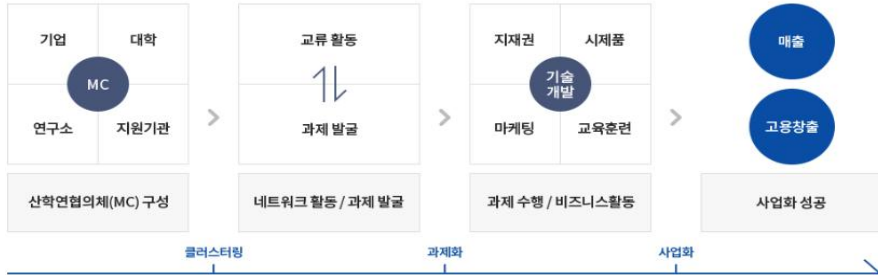 기업 대학
MC
연구소 지원기관
산학연협의체(MC) 구성
교류 활동
과제 발굴
네트워크 활동 / 과제 발굴
지재권 시제품
기술
개발
마케팅 교육훈련
과제 수행 / 비즈니스활동
매출
고용창출
사업화 성공
클러스터링 과제화 사업화